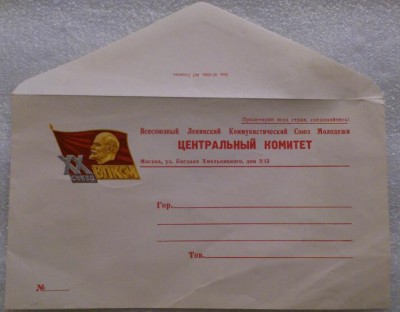 Пролетарии всех стран, соединяйтесь!
Всесоюзный Ленинский Коммунистический Союз Молодежи
ЦЕНТРАЛЬНЫЙ КОМИТЕТ
Москва, ул. Богдана Хмельницкого, дом 3/13
XX
СЪЕЗД
ВЛКСМ
Гор.
Тов.
№